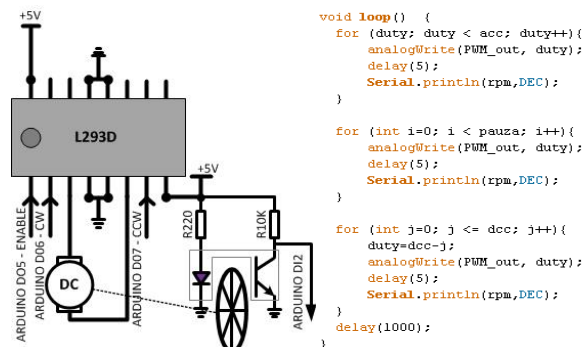 +5V
L293D
+5V
ARDUINO DO5 - ENABLE
ARDUINO D06 - CCW
ARDUINO D07 - CCW
R220
R10K
ARDUINO DI2
DC
void loop()  {
for (duty; duty < acc; duty++){
analogWrite(PWM_out, duty);
delay(5);
Serial.println(rpm,DEC);
}
for (int i=0; i < pauza; i++){
analogWrite(PWM_out, duty);
delay(5);
Serial.println(rpm,DEC);
}
for (int j=0; j <= dcc; j++){
duty=dcc-j;
analogWrite(PWM_out, duty);
delay(5);
Serial.println(rpm,DEC);
}
delay(1000);
}